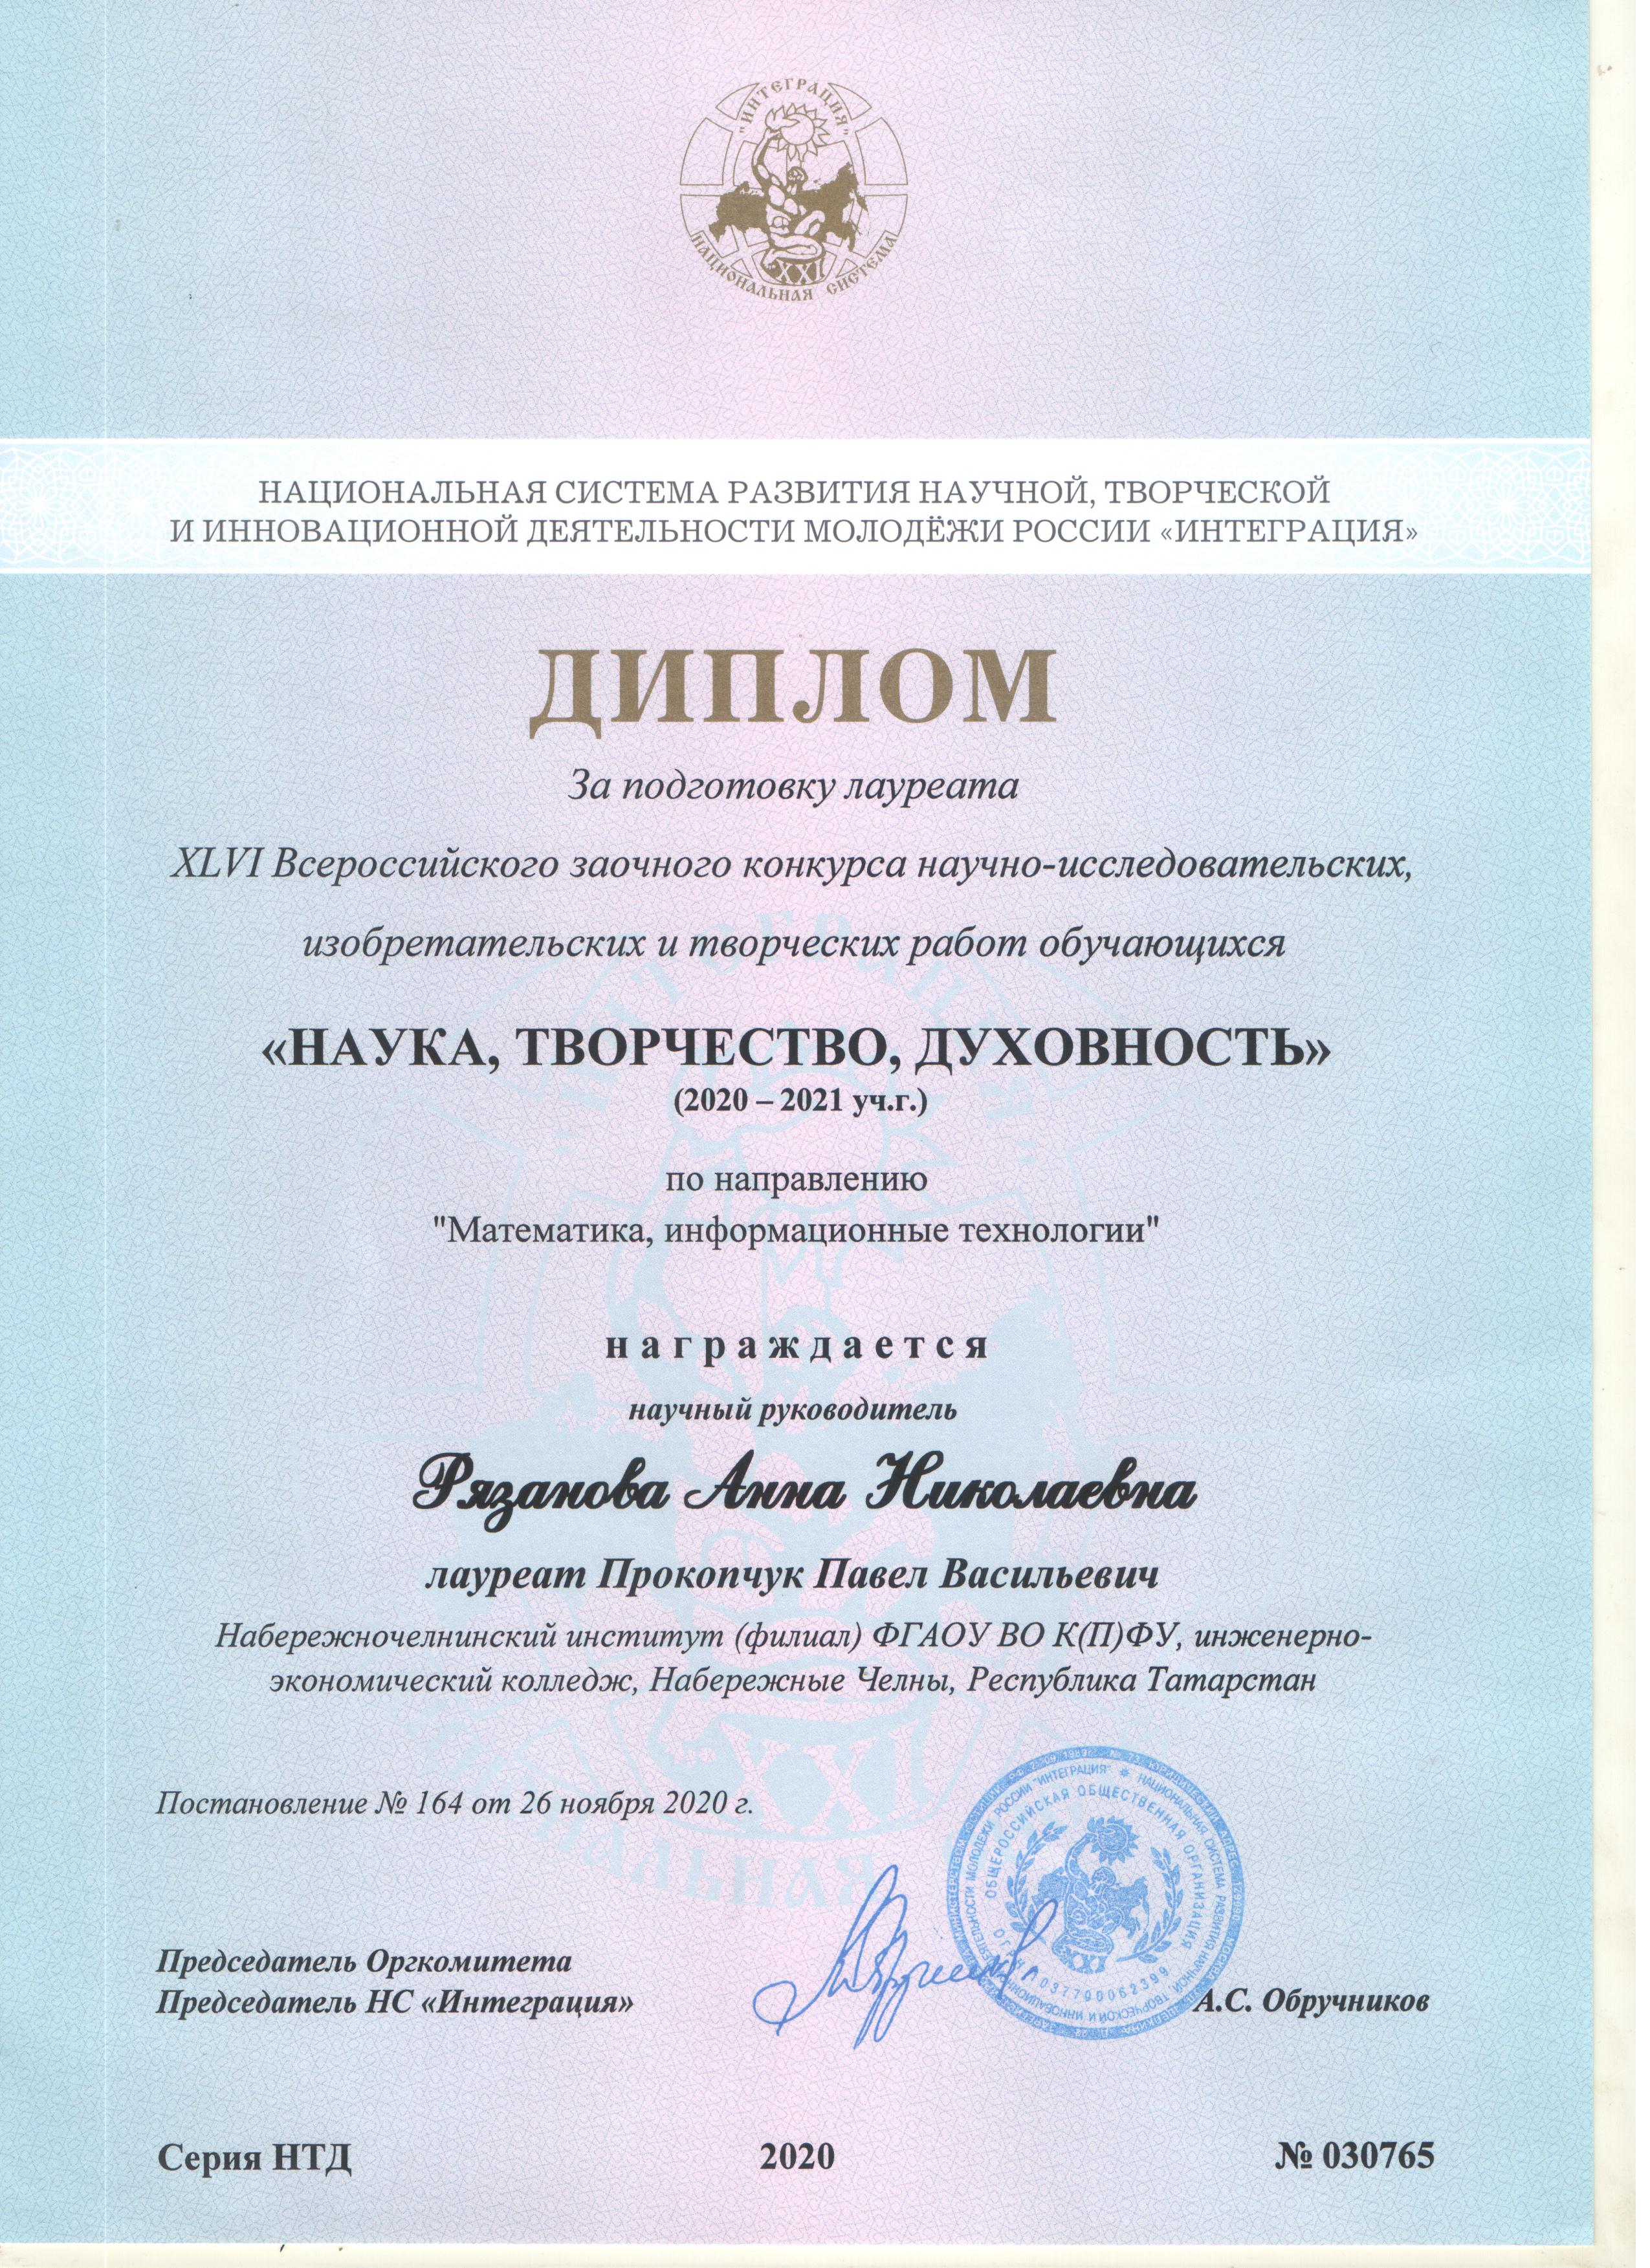 "ИНТЕГРАЦИЯ"
XXI
НАЦИОНАЛЬНАЯ СИСТЕМА
НАЦИОНАЛЬНАЯ СИСТЕМА РАЗВИТИЯ НАУЧНОЙ, ТВОРЧЕСКОЙ
И ИННОВАЦИОННОЙ ДЕЯТЕЛЬНОСТИ МОЛОДЁЖИ РОССИИ «ИНТЕГРАЦИЯ»
ДИПЛОМ
За подготовку лауреата
XLVI Всероссийского заочного конкурса научно-исследовательских,
изобретательских и творческих работ обучающихся
«НАУКА, ТВОРЧЕСТВО, ДУХОВНОСТЬ»
(2020 – 2021 уч.г.)
по направлению
"Математика, информационные технологии"
награждается
научный руководитель
Рязанова Анна Николаевна
лауреат Прокопчук Павел Васильевич
Набережночелнинский институт (филиал) ФГАОУ ВО К(П)ФУ, инженерно-
экономический колледж, Набережные Челны, Республика Татарстан
Постановление № 164 от 26 ноября 2020 г.
ОБЩЕРОССИЙСКАЯ ОБЩЕСТВЕННАЯ ОРГАНИЗАЦИЯ
НАЦИОНАЛЬНАЯ СИСТЕМА РАЗВИТИЯ НАУЧНОЙ, ТВОРЧЕСКОЙ И ИННОВАЦИОННОЙ ДЕЯТЕЛЬНОСТИ МОЛОДЕЖИ РОССИИ "ИНТЕГРАЦИЯ"
XXI
Председатель Оргкомитета
Председатель НС «Интеграция»
А.С. Обручников
Серия НТД
2020
№ 030765